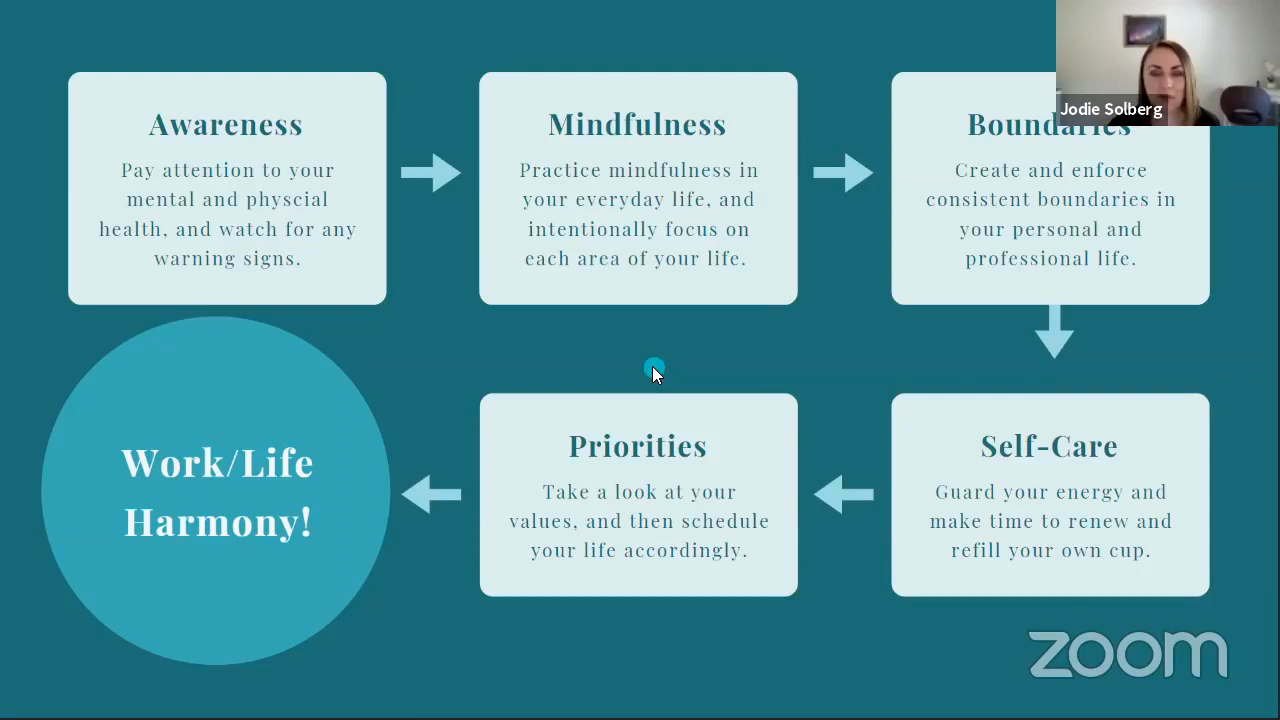 Awareness
Pay attention to your
mental and physcial
health, and watch for any
warning signs.
Mindfulness
Practice mindfulness in
your everyday life, and
intentionally focus on
each area of your life.
Boundaries
Create and enforce
consistent boundaries in
your personal and
professional life.
Jodie Solberg
Self-Care
Guard your energy and
make time to renew and
refill your own cup.
Priorities
Take a look at your
values, and then schedule
your life accordingly.
Work/Life
Harmony!
zoom